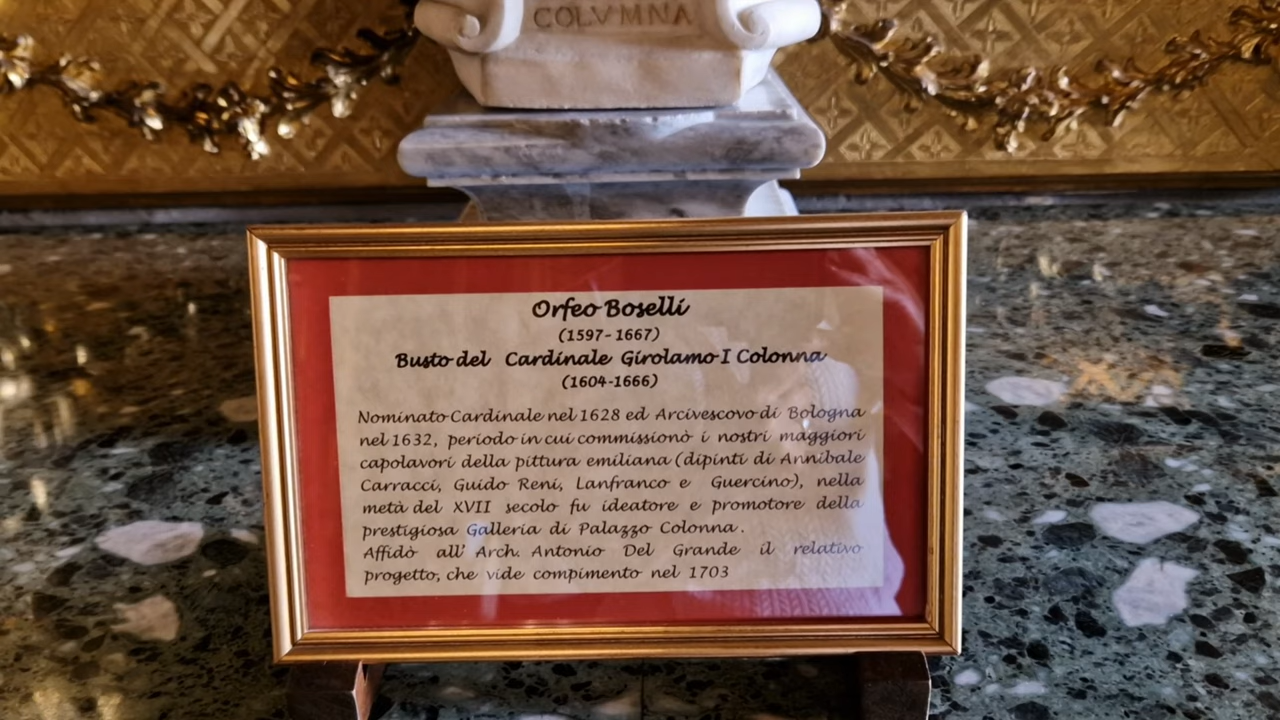 COLVMNA
Orfeo Boselli
(1597-1667)
Busto del Cardinale Girolamo I Colonna
(1604-1666)
Nominato Cardinale nel 1628 ed Arcivescovo di Bologna
nel 1632, periodo in cui commissionò i nostri maggiori
capolavori della pittura emiliana (dipinti di Annibale
Carracci, Guido Reni, Lanfranco e Guercino), nella
metà del XVII secolo fu ideatore e promotore della
prestigiosa Galleria di Palazzo Colonna.
Affidò all' Arch. Antonio Del Grande il relativo
progetto, che vide compimento nel 1703